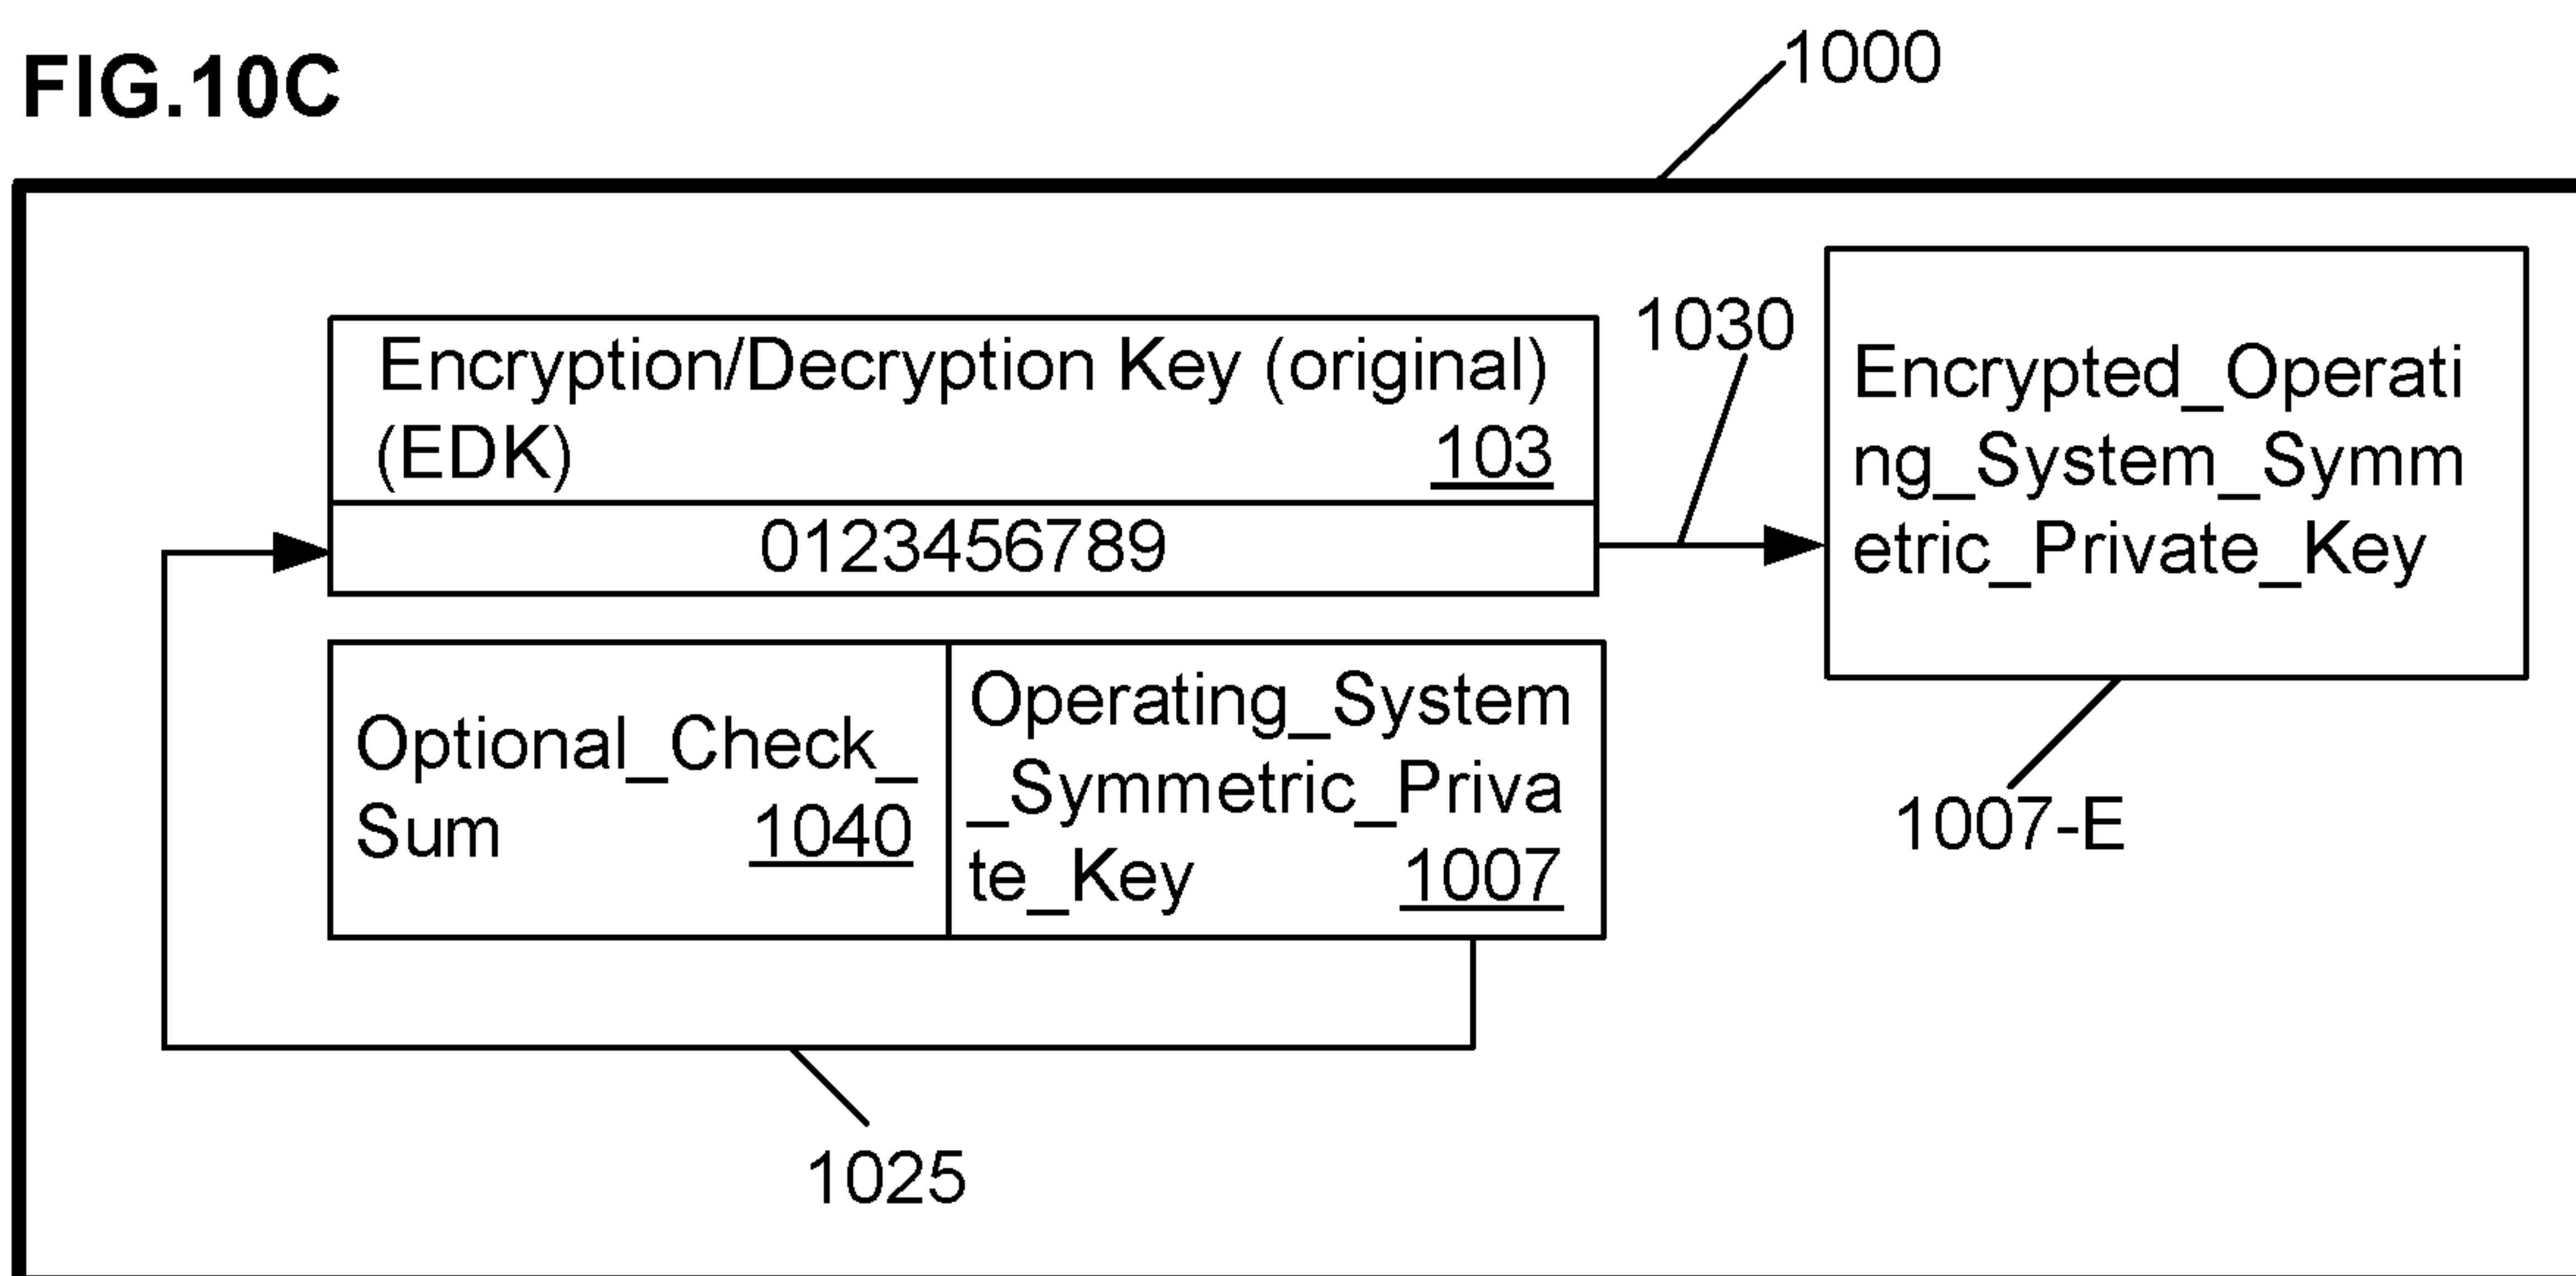 FIG.10C
1000
Encryption/Decryption Key (original)
(EDK) 103
0123456789
1030
Encrypted_Operati
ng_System_Symm
etric_Private_Key
1007-E
Optional_Check_
Sum 1040
Operating_System
_Symmetric_Priva
te_Key 1007
1025